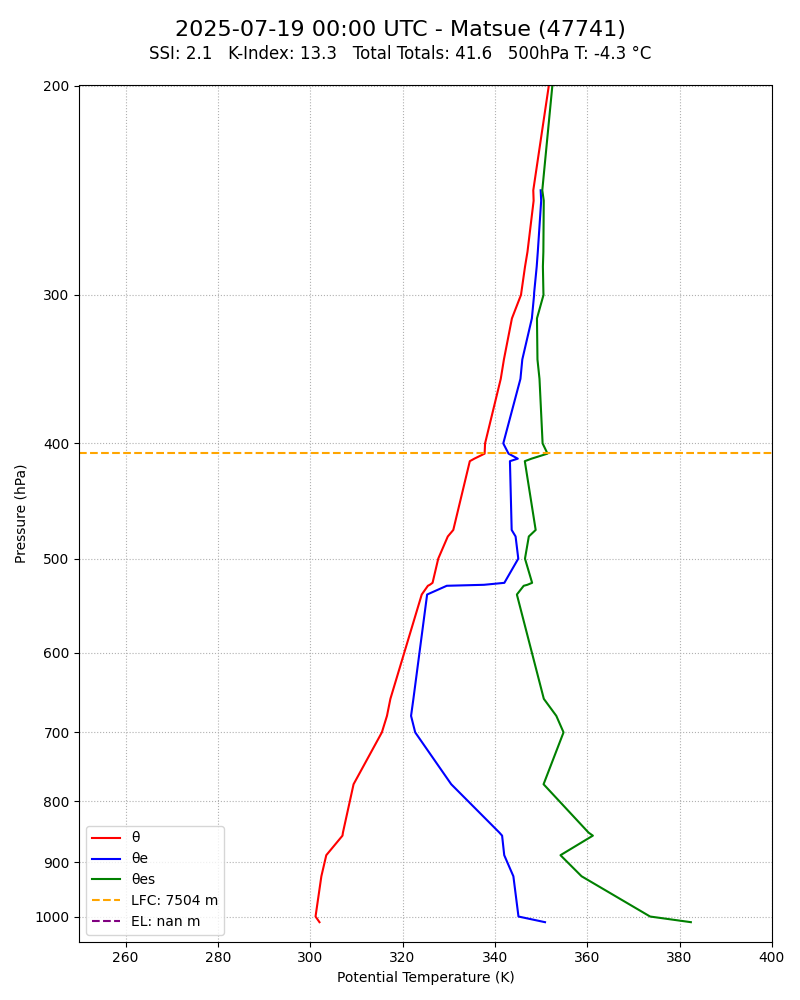 2025-07-19 00:00 UTC - Matsue (47741)
SSI: 2.1   K-Index: 13.3   Total Totals: 41.6   500hPa T: -4.3 °C
200
300
400
500
600
700
800
900
1000
Pressure (hPa)
θ
θe
θes
LFC: 7504 m
EL: nan m
260 280 300 320 340 360 380 400
Potential Temperature (K)